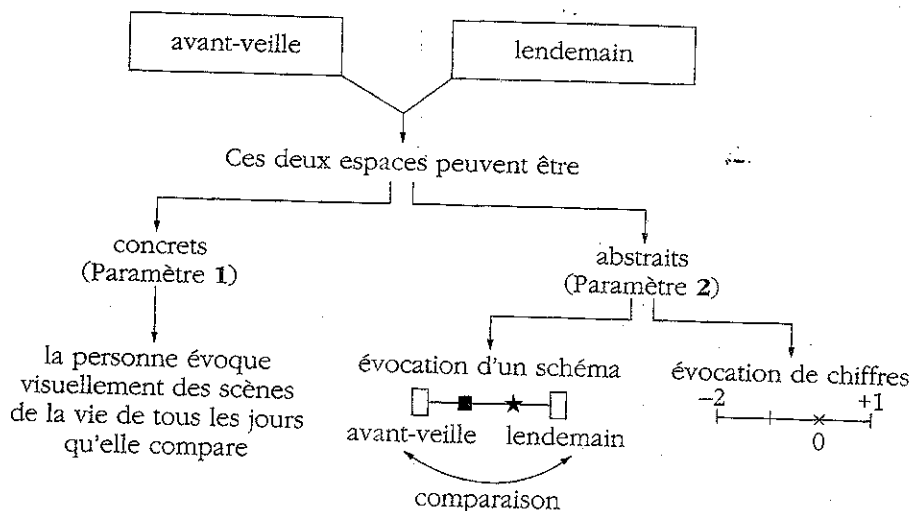 avant-veille
lendemain
Ces deux espaces peuvent être
concrets
(Paramètre 1)
abstraits
(Paramètre 2)
la personne évoque
visuellement des scènes
de la vie de tous les jours
qu'elle compare
évocation d'un schéma
avant-veille lendemain
comparaison
évocation de chiffres
−2 +1
0